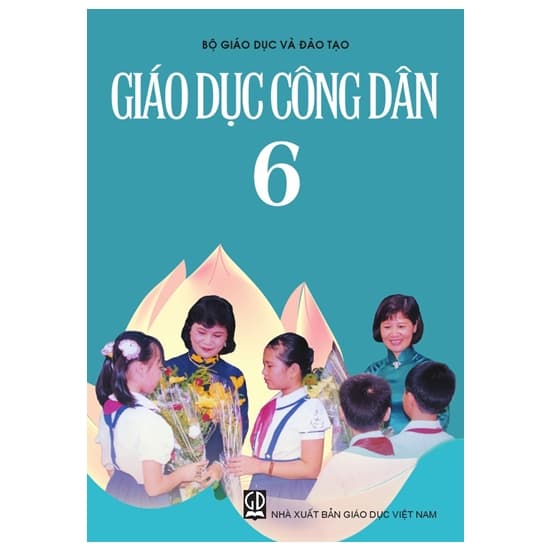 BỘ GIÁO DỤC VÀ ĐÀO TẠO
GIÁO DỤC CÔNG DÂN
6
GD
NHÀ XUẤT BẢN GIÁO DỤC VIỆT NAM